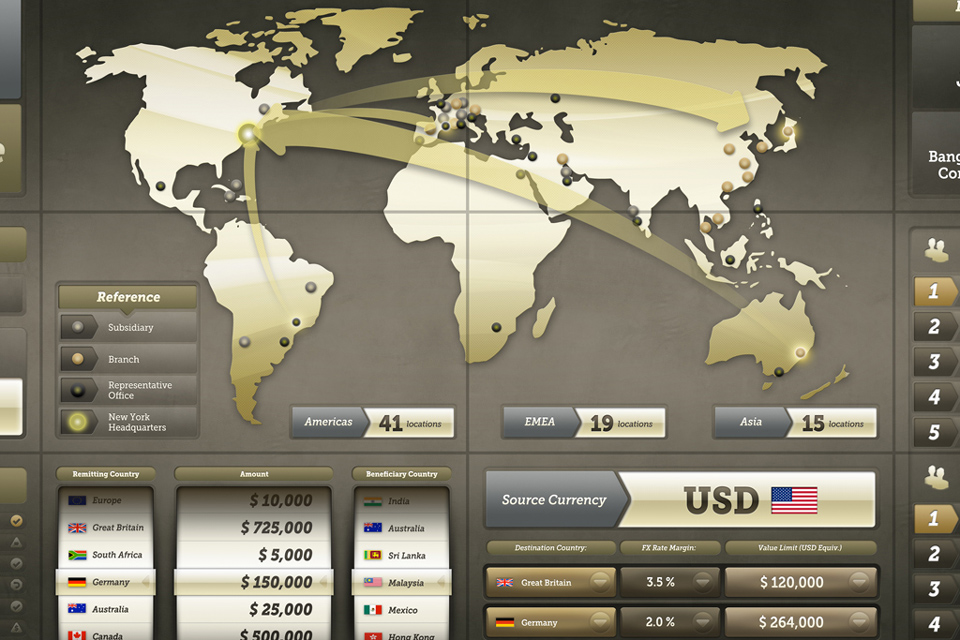 Reference
Subsidiary
Branch
Representative
Office
New York
Headquarters
Americas
41 locations
EMEA
19 locations
Asia
15 locations
Remitting Country
Amount
Beneficiary Country
Europe
$ 10,000
India
Great Britain
$ 725,000
Australia
South Africa
$ 5,000
Sri Lanka
Germany
$ 150,000
Malaysia
Australia
$ 25,000
Mexico
Canada
$ 500,000
Hong Kong
Source Currency
USD
Destination Country:
FX Rate Margin:
Value Limit (USD Equiv.)
Great Britain
3.5 %
$ 120,000
Germany
2.0 %
$ 264,000
1
2
3
4
5
1
2
3
4